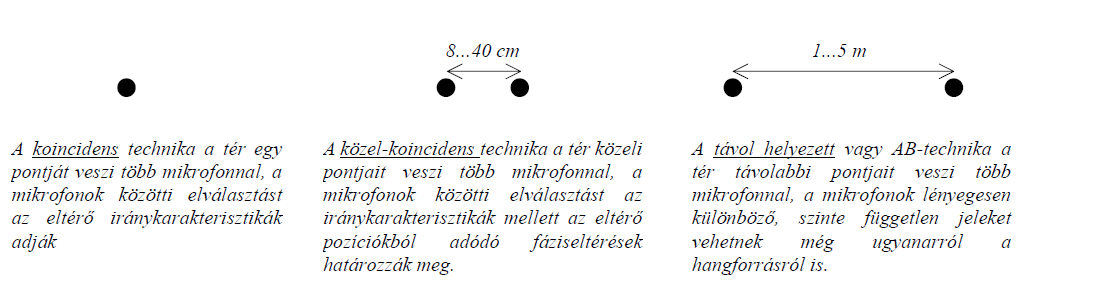 8...40 cm
1...5 m
A koincidens technika a tér egy
pontját veszi több mikrofonnal, a
mikrofonok közötti elválasztást
az eltérő iránykarakterisztikák
adják
A közel-koincidens technika a tér közeli
pontjait veszi több mikrofonnal, a
mikrofonok közötti elválasztást az
iránykarakterisztikák mellett az eltérő
pozíciókból adódó fáziseltérések
határozzák meg.
A távol helyezett vagy AB-technika a
tér távolabbi pontjait veszi több
mikrofonnal, a mikrofonok lényegesen
különböző, szinte független jeleket
vehetnek még ugyanarról a
hangforrásról is.